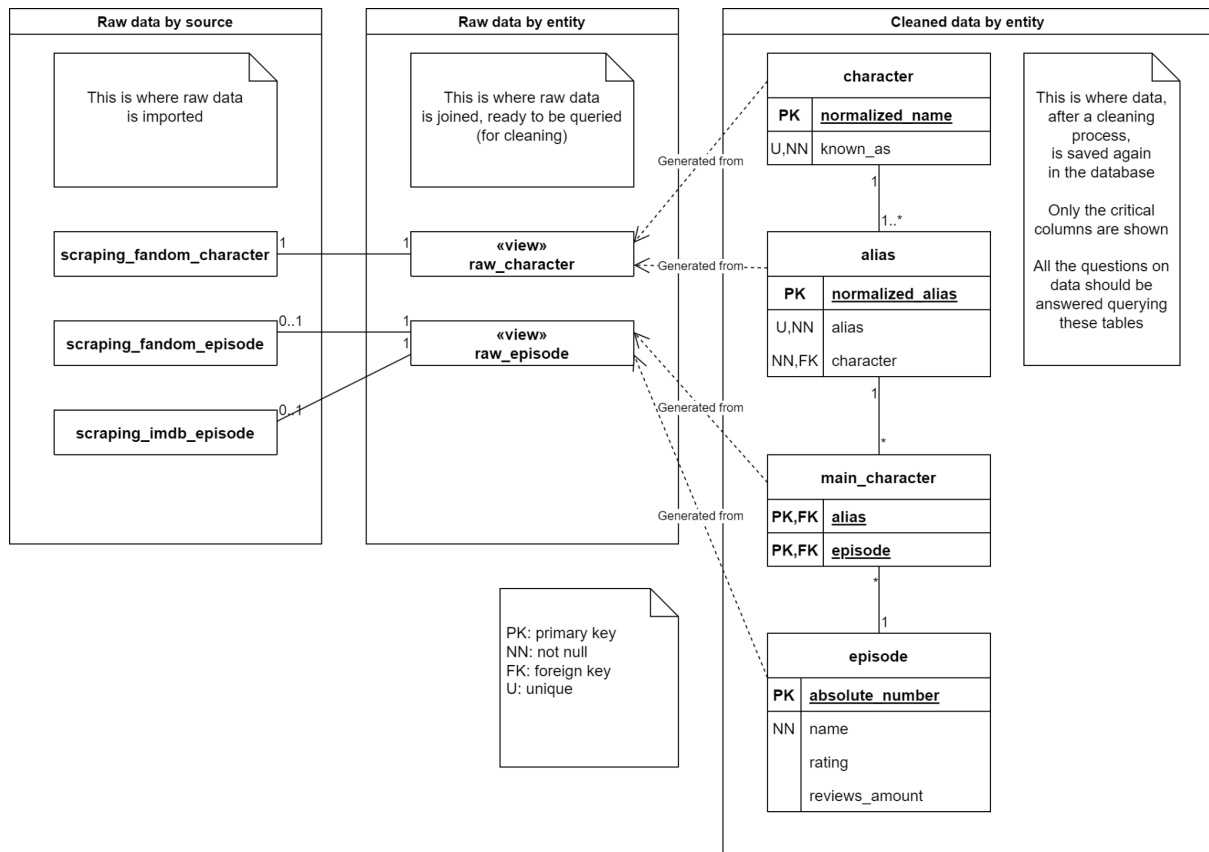 Raw data by source
This is where raw data
is imported
scraping_fandom_character
1
scraping_fandom_episode
0..1
scraping_imdb_episode
0..1
Raw data by entity
This is where raw data
is joined, ready to be queried
(for cleaning)
1
«view»
raw_character
1
1
«view»
raw_episode
Generated from
Generated from
Generated from
Generated from
PK: primary key
NN: not null
FK: foreign key
U: unique
Cleaned data by entity
character
PK normalized_name
U,NN known_as
1
1..*
alias
PK normalized_alias
U,NN alias
NN,FK character
1
*
main_character
PK,FK alias
PK,FK episode
*
1
episode
PK absolute_number
NN name
rating
reviews_amount
This is where data,
after a cleaning
process,
is saved again
in the database
Only the critical
columns are shown
All the questions on
data should be
answered querying
these tables